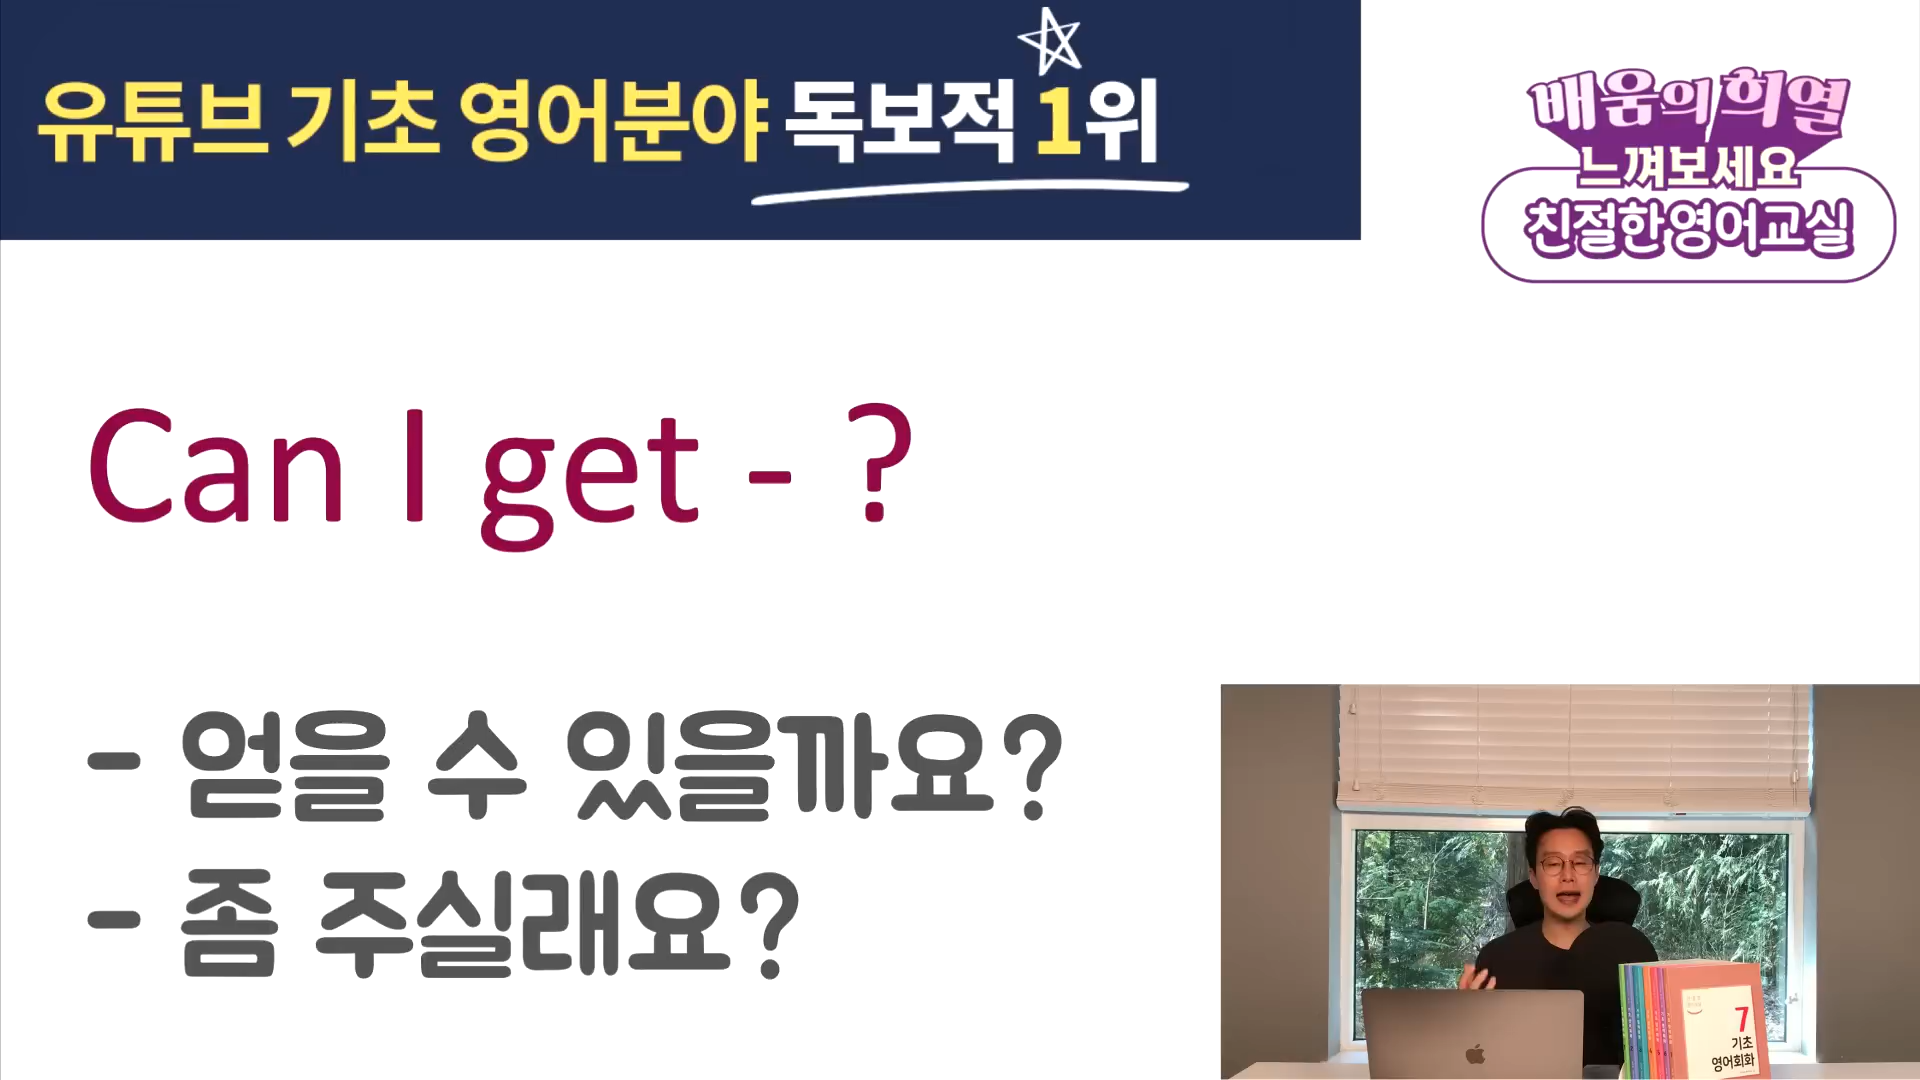 유튜브 기초 영어분야 독보적 1위
배움의 희열
느껴보세요
친절한영어교실
Can I get - ?
- 얻을 수 있을까요?
- 좀 주실래요?
7
기초
영어회화